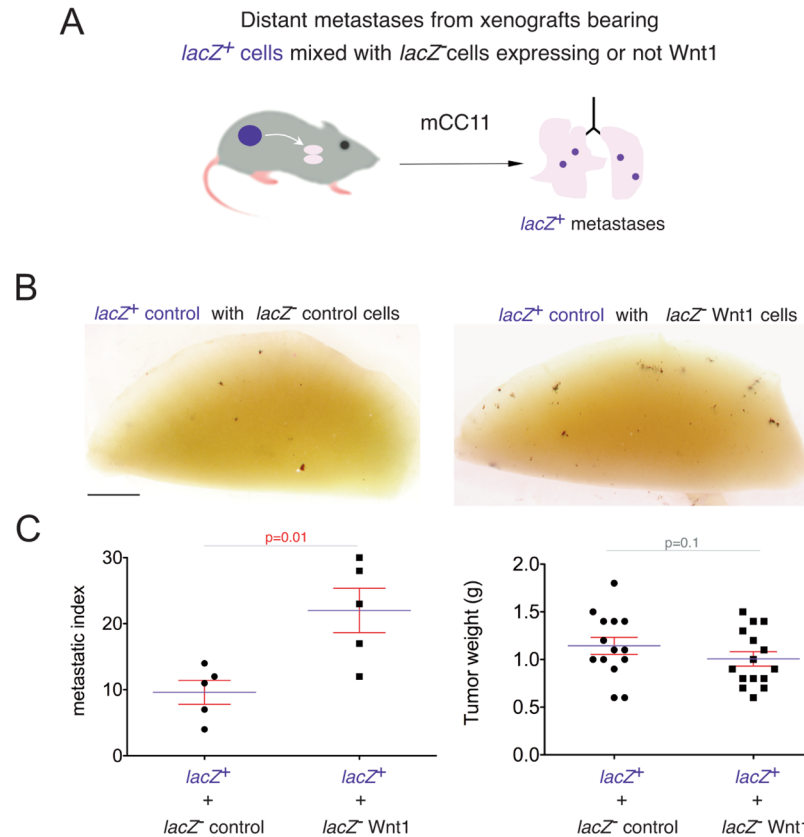 A
Distant metastases from xenografts bearing
lacZ⁺ cells mixed with lacZ⁻cells expressing or not Wnt1
mCC11
lacZ⁺ metastases
B
lacZ⁺ control with lacZ⁻ control cells
lacZ⁺ control with lacZ⁻ Wnt1 cells
C
metastatic index
30
20
10
0
p=0.01
lacZ⁺
+
lacZ⁻ control
lacZ⁺
+
lacZ⁻ Wnt1
Tumor weight (g)
2.0
1.5
1.0
0.5
0.0
p=0.1
lacZ⁺
+
lacZ⁻ control
lacZ⁺
+
lacZ⁻ Wnt1